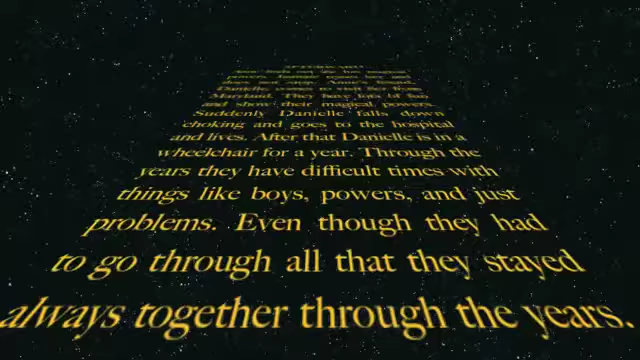 powers.
Danielle, comes to visit her from
Maryland. They have lots of fun
and show their magical powers.
Suddenly Danielle falls down
choking and goes to the hospital
and lives. After that Danielle is in a
wheelchair for a year. Through the
years they have difficult times with
things like boys, powers, and just
problems. Even though they had
to go through all that they stayed
always together through the years.